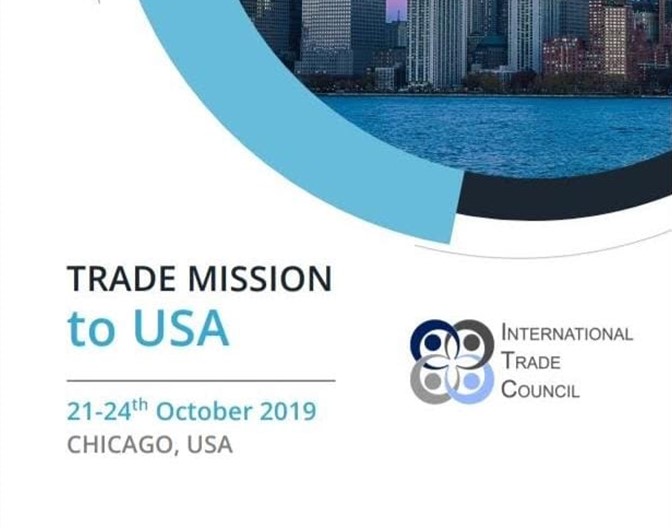 TRADE MISSION
to USA
21-24th October 2019
CHICAGO, USA
INTERNATIONAL
TRADE
COUNCIL